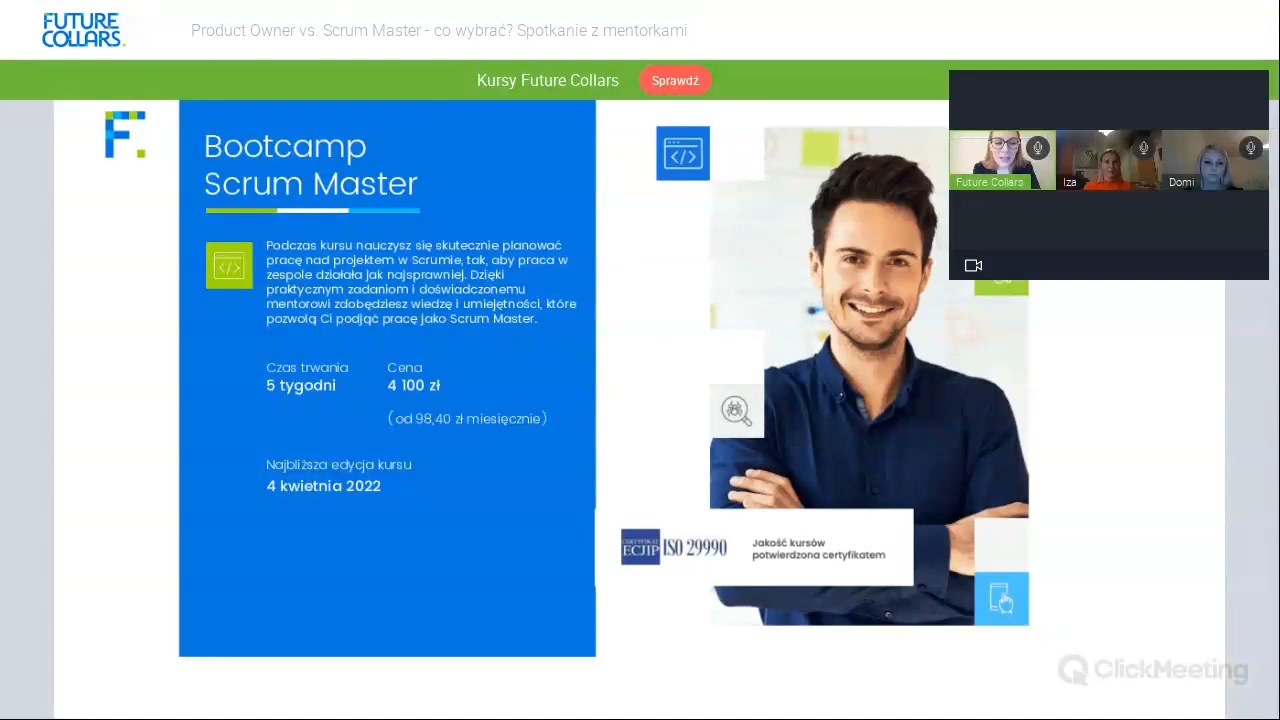 FUTURE
COLLARS.
Product Owner vs. Scrum Master - co wybrać? Spotkanie z mentorkami
Kursy Future Collars
Sprawdź
F.
Bootcamp
Scrum Master
Podczas kursu nauczysz się skutecznie planować
pracę nad projektem w Scrumie, tak, aby praca w
zespole działała jak najsprawniej. Dzięki
praktycznym zadaniom i doświadczonemu
mentorowi zdobędziesz wiedzę i umiejętności, które
pozwolą Ci podjąć pracę jako Scrum Master.
Czas trwania
5 tygodni
Cena
4 100 zł
(od 98,40 zł miesięcznie)
Najbliższa edycja kursu
4 kwietnia 2022
Future Collars
Iza
Domi
CERTYFIKAT
ECJIP
ISO 29990
Jakość kursów
potwierdzona certyfikatem
ClickMeeting